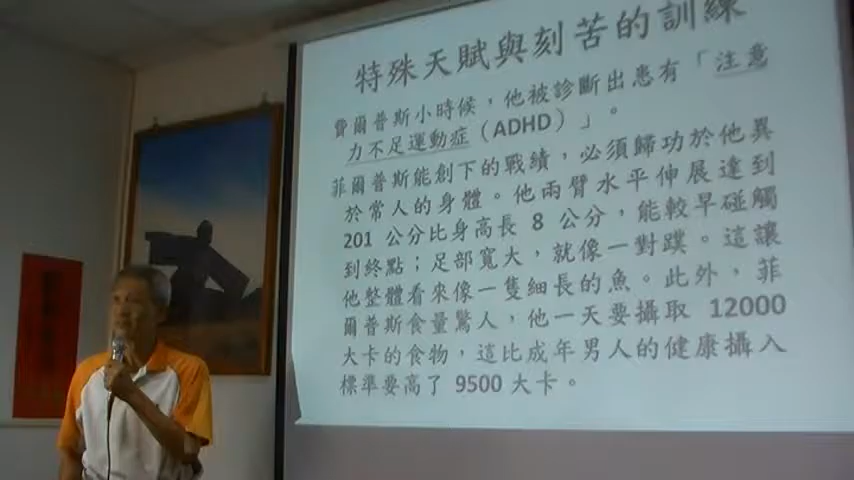 特殊天賦與刻苦的訓練
費爾普斯小時候，他被診斷出患有「注意
力不足運動症（ADHD）」。
菲爾普斯能創下的戰績，必須歸功於他異
於常人的身體。他兩臂水平伸展達到
201 公分比身高長 8 公分，能較早碰觸
到終點；足部寬大，就像一對蹼。這讓
他整體看來像一隻細長的魚。此外，菲
爾普斯食量驚人，他一天要攝取 12000
大卡的食物，這比成年男人的健康攝入
標準要高了 9500 大卡。